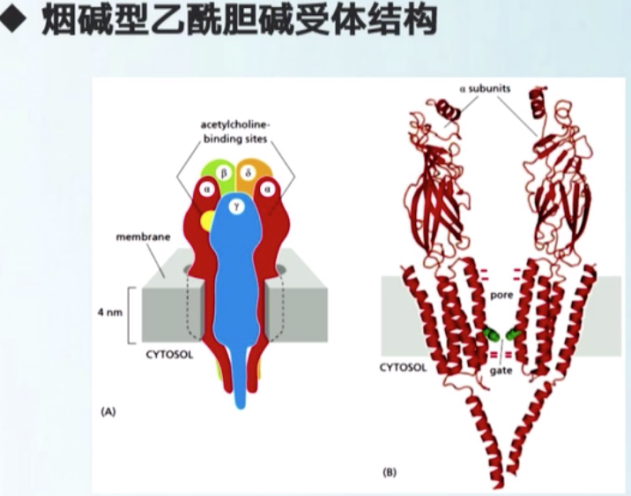 ◆ 烟碱型乙酰胆碱受体结构
acetylcholine-
binding sites
β
δ
α
α
γ
membrane
4 nm
CYTOSOL
(A)
α subunits
pore
CYTOSOL
gate
(B)